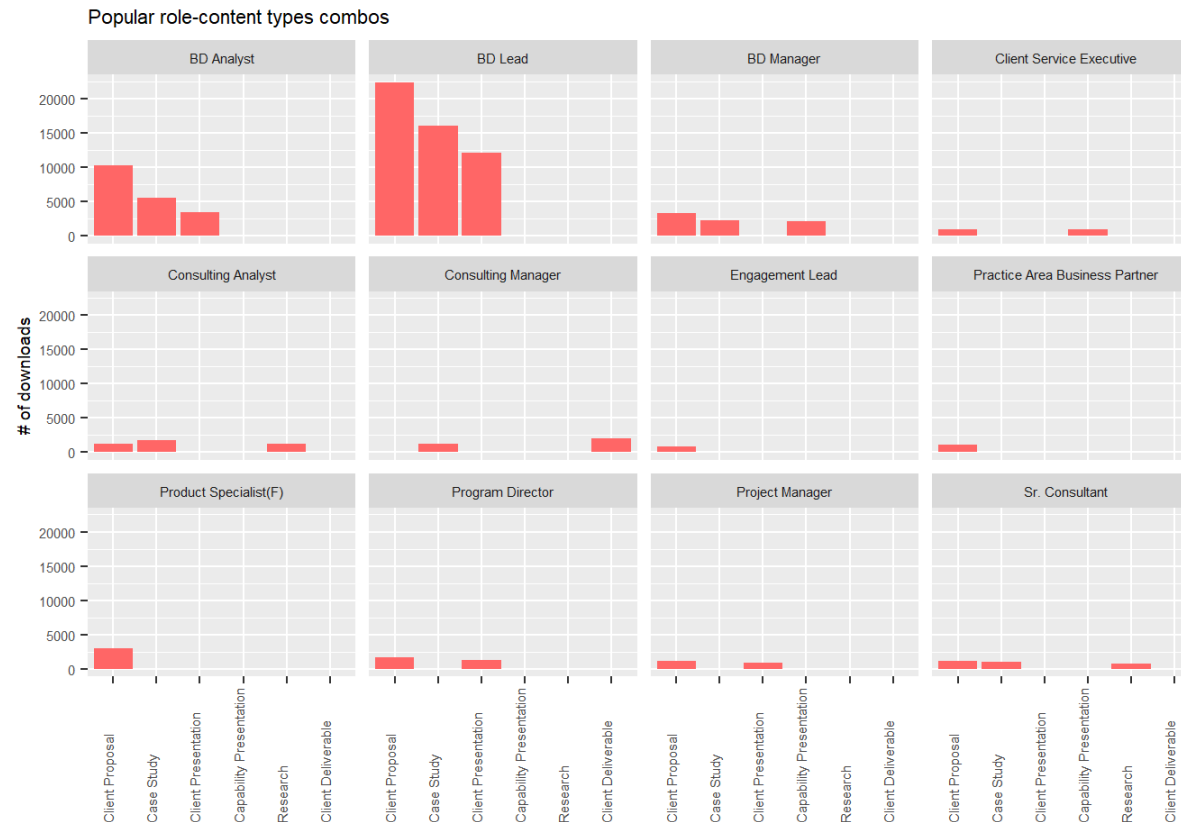 Popular role-content types combos
BD Analyst
BD Lead
BD Manager
Client Service Executive
20000
15000
10000
5000
0
Consulting Analyst
Consulting Manager
Engagement Lead
Practice Area Business Partner
20000
15000
10000
5000
0
# of downloads
Product Specialist(F)
Program Director
Project Manager
Sr. Consultant
20000
15000
10000
5000
0
Client Proposal
Case Study
Client Presentation
Capability Presentation
Research
Client Deliverable
Client Proposal
Case Study
Client Presentation
Capability Presentation
Research
Client Deliverable
Client Proposal
Case Study
Client Presentation
Capability Presentation
Research
Client Deliverable
Client Proposal
Case Study
Client Presentation
Capability Presentation
Research
Client Deliverable